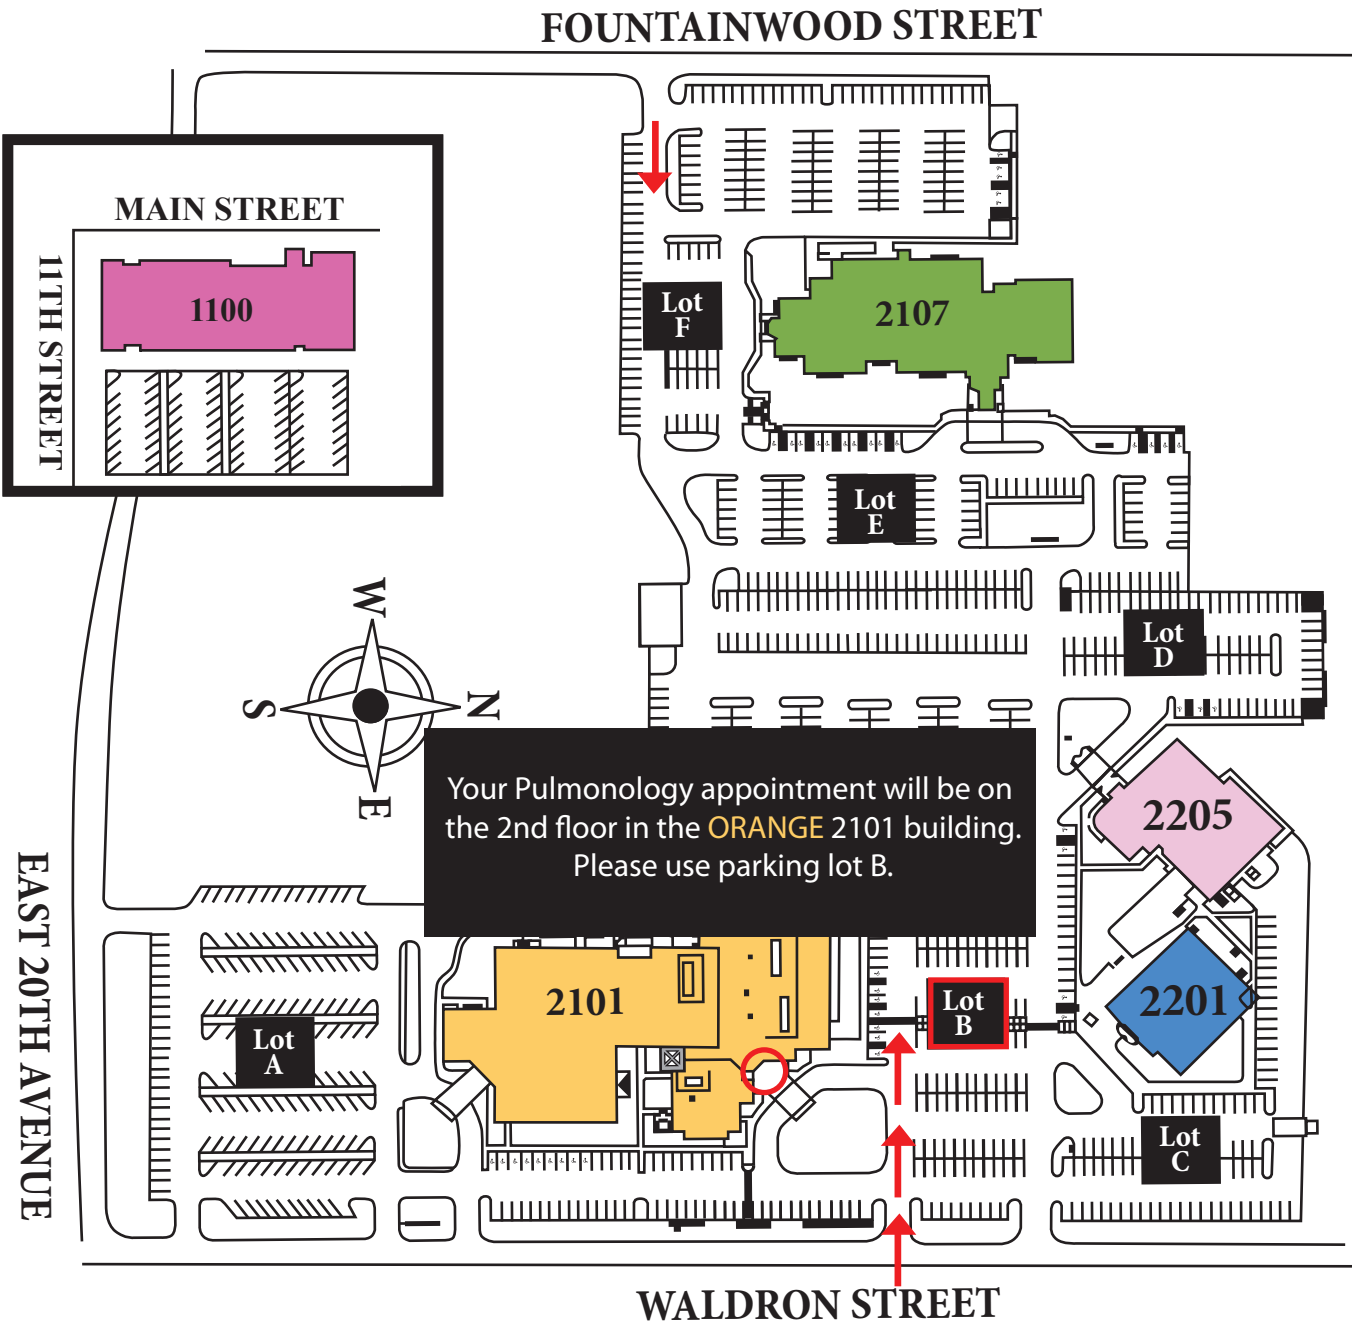 FOUNTAINWOOD STREET
MAIN STREET
11TH STREET
1100
Lot
F
2107
Lot
E
Lot
D
W
S
N
E
Your Pulmonology appointment will be on
the 2nd floor in the ORANGE 2101 building.
Please use parking lot B.
2205
EAST 20TH AVENUE
2101
Lot
A
Lot
B
2201
Lot
C
WALDRON STREET